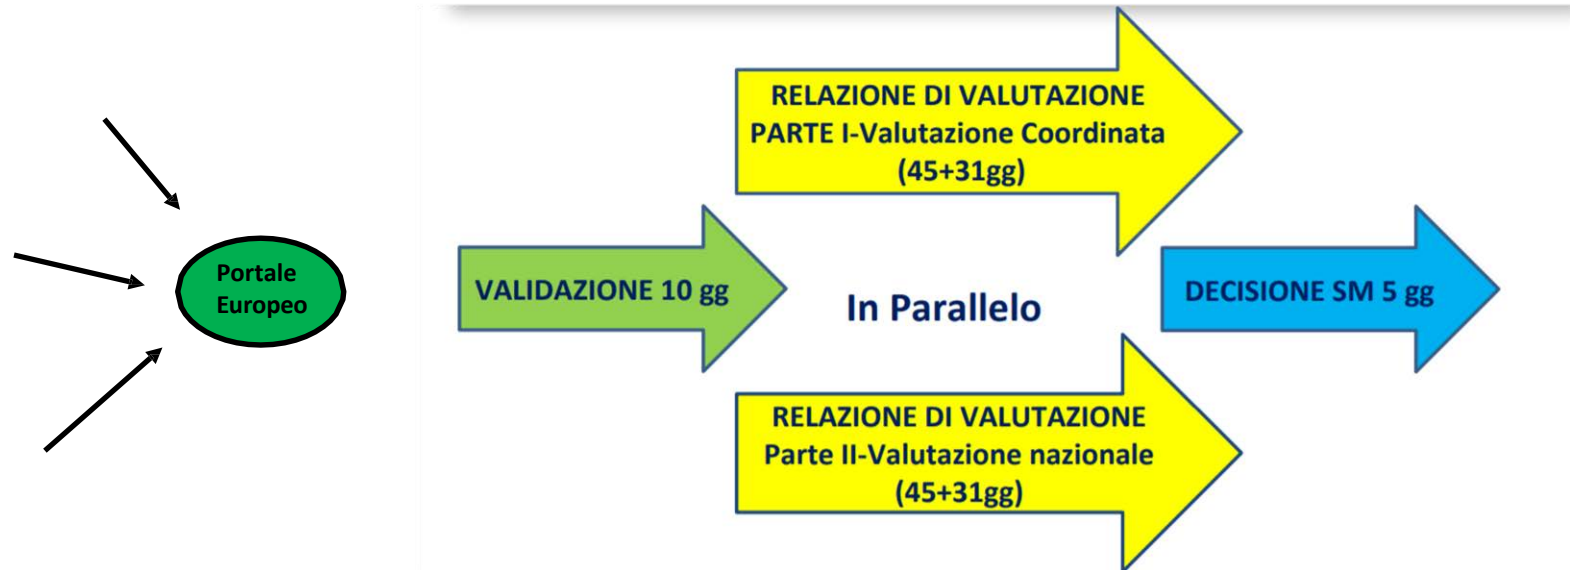 Portale
Europeo
VALIDAZIONE 10 gg
RELAZIONE DI VALUTAZIONE
PARTE I-Valutazione Coordinata
(45+31gg)
In Parallelo
RELAZIONE DI VALUTAZIONE
Parte II-Valutazione nazionale
(45+31gg)
DECISIONE SM 5 gg